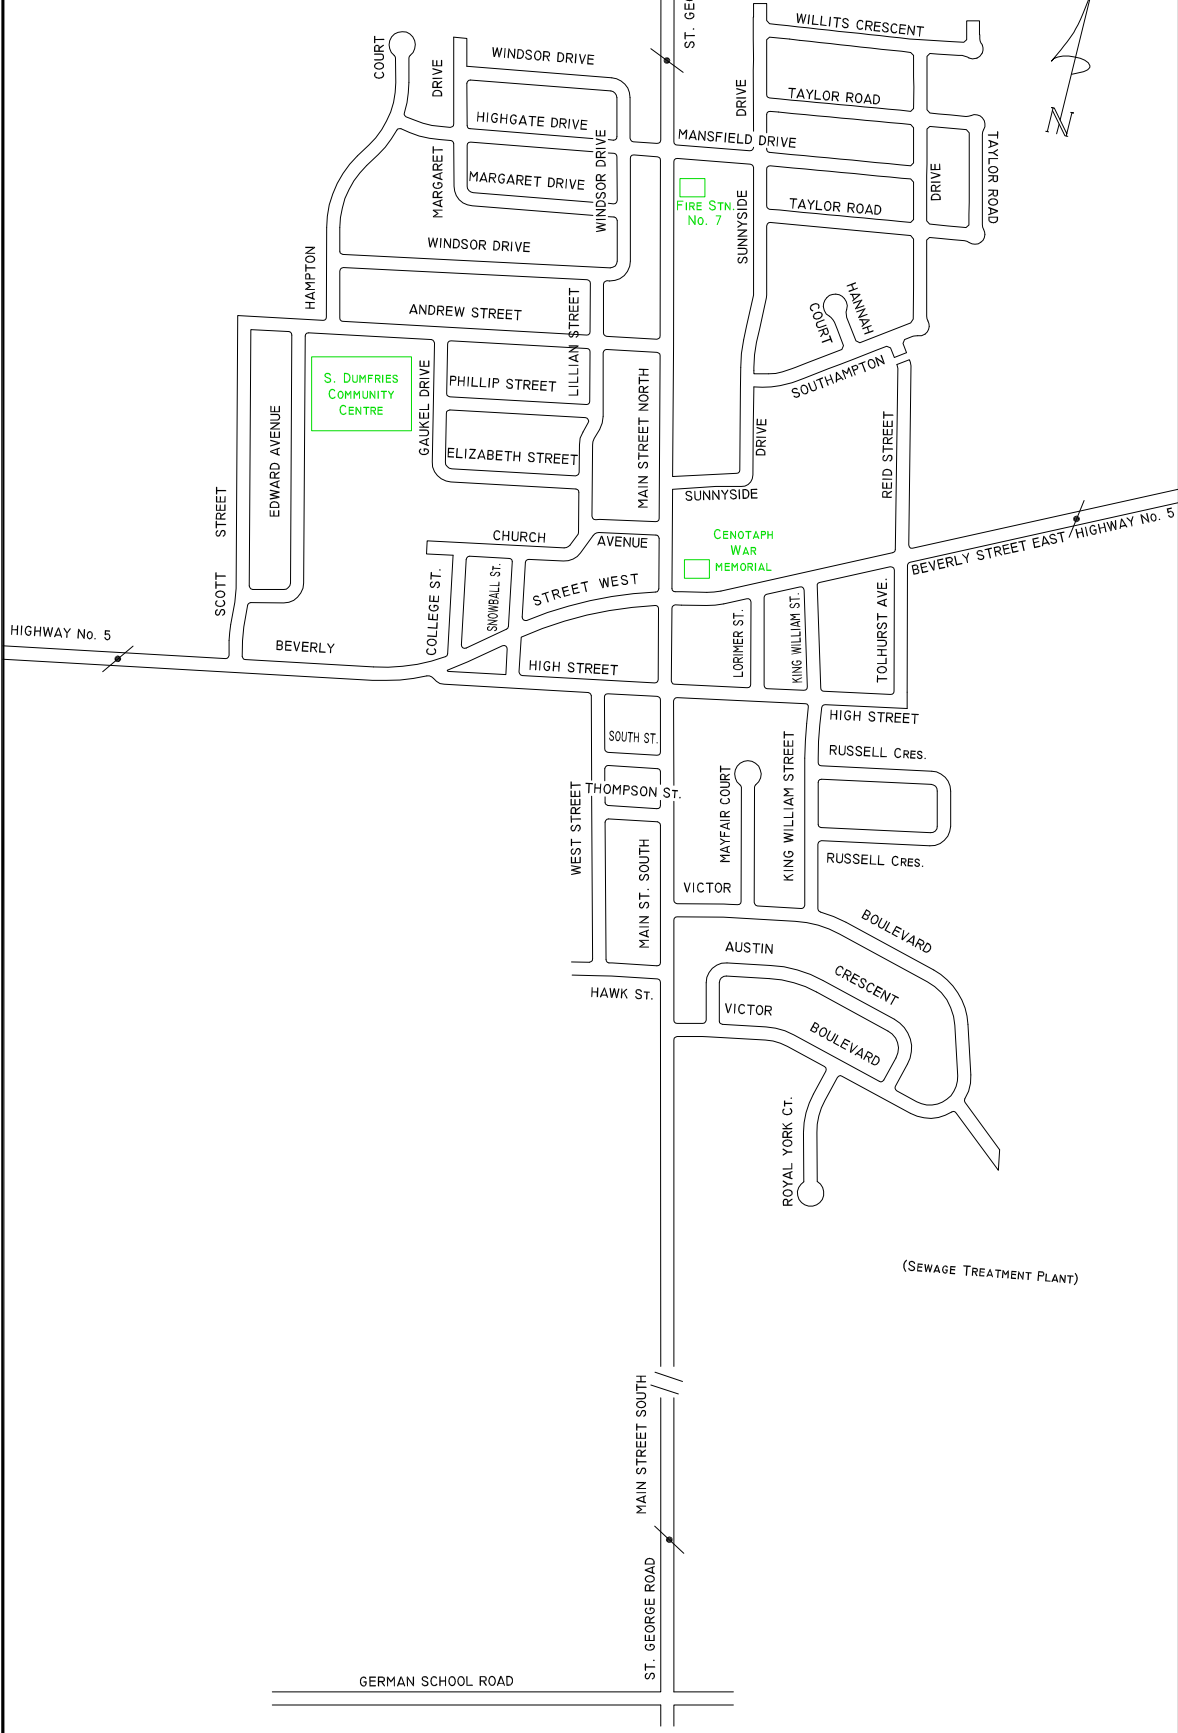 ST. GEO
WILLITS CRESCENT
COURT
WINDSOR DRIVE
DRIVE
DRIVE
TAYLOR ROAD
HIGHGATE DRIVE
MANSFIELD DRIVE
N
TAYLOR ROAD
WINDSOR DRIVE
MARGARET
MARGARET DRIVE
DRIVE
FIRE STN.
No. 7
TAYLOR ROAD
SUNNYSIDE
WINDSOR DRIVE
HAMPTON
ANDREW STREET
LILLIAN STREET
HANNAH
COURT
SOUTHAMPTON
S. DUMFRIES
COMMUNITY
CENTRE
PHILLIP STREET
GAUKEL DRIVE
MAIN STREET NORTH
DRIVE
REID STREET
EDWARD AVENUE
ELIZABETH STREET
SUNNYSIDE
SCOTT STREET
CHURCH
AVENUE
CENOTAPH
WAR
MEMORIAL
BEVERLY STREET EAST/HIGHWAY No. 5
COLLEGE ST.
SNOWBALL ST.
STREET WEST
LORIMER ST.
KING WILLIAM ST.
TOLHURST AVE.
HIGHWAY No. 5
BEVERLY
HIGH STREET
HIGH STREET
SOUTH ST.
RUSSELL CRES.
THOMPSON ST.
WEST STREET
MAYFAIR COURT
KING WILLIAM STREET
RUSSELL CRES.
MAIN ST. SOUTH
VICTOR
BOULEVARD
AUSTIN
CRESCENT
HAWK ST.
VICTOR
BOULEVARD
ROYAL YORK CT.
(SEWAGE TREATMENT PLANT)
MAIN STREET SOUTH
ST. GEORGE ROAD
GERMAN SCHOOL ROAD